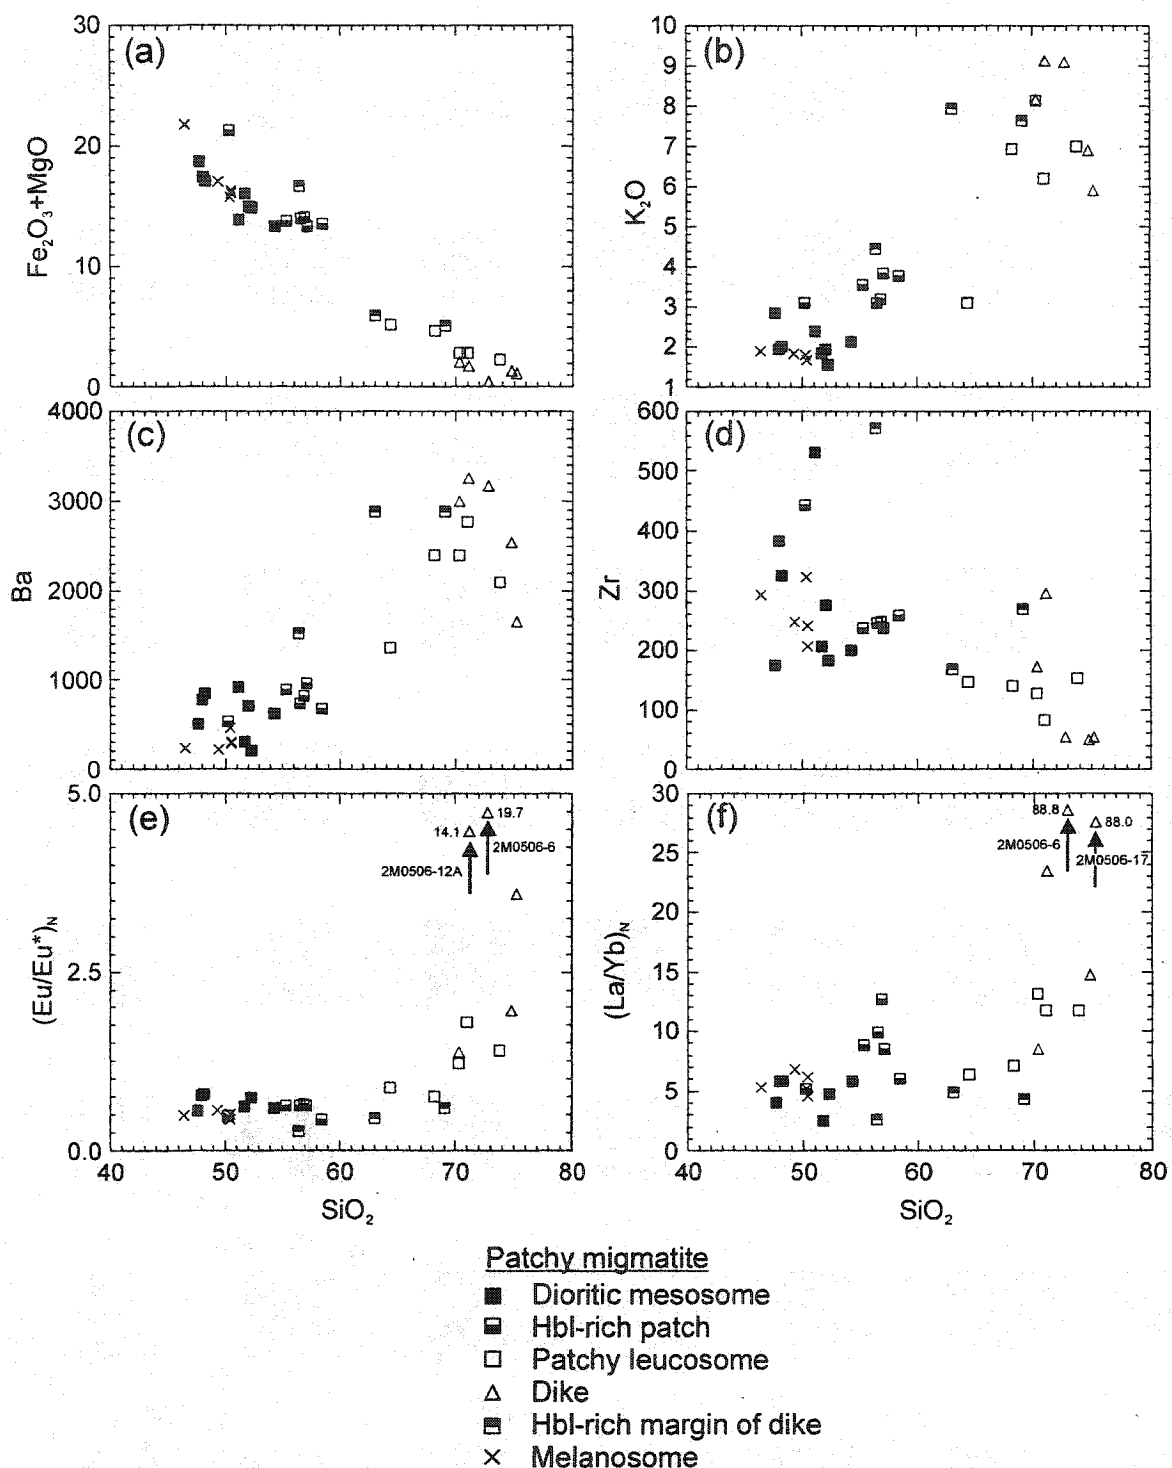 (a)
Fe₂O₃+MgO
30
20
10
0
(b)
K₂O
10
9
8
7
6
5
4
3
2
1
(c)
Ba
4000
3000
2000
1000
0
(d)
Zr
600
500
400
300
200
100
0
(e)
(Eu/Eu*)N
5.0
2.5
0.0
14.1
19.7
2M0506-6
2M0506-12A
40 50 60 70 80
SiO₂
(f)
(La/Yb)N
30
25
20
15
10
5
0
88.8
88.0
2M0506-6
2M0506-17
40 50 60 70 80
SiO₂
Patchy migmatite
Dioritic mesosome
Hbl-rich patch
Patchy leucosome
Dike
Hbl-rich margin of dike
Melanosome